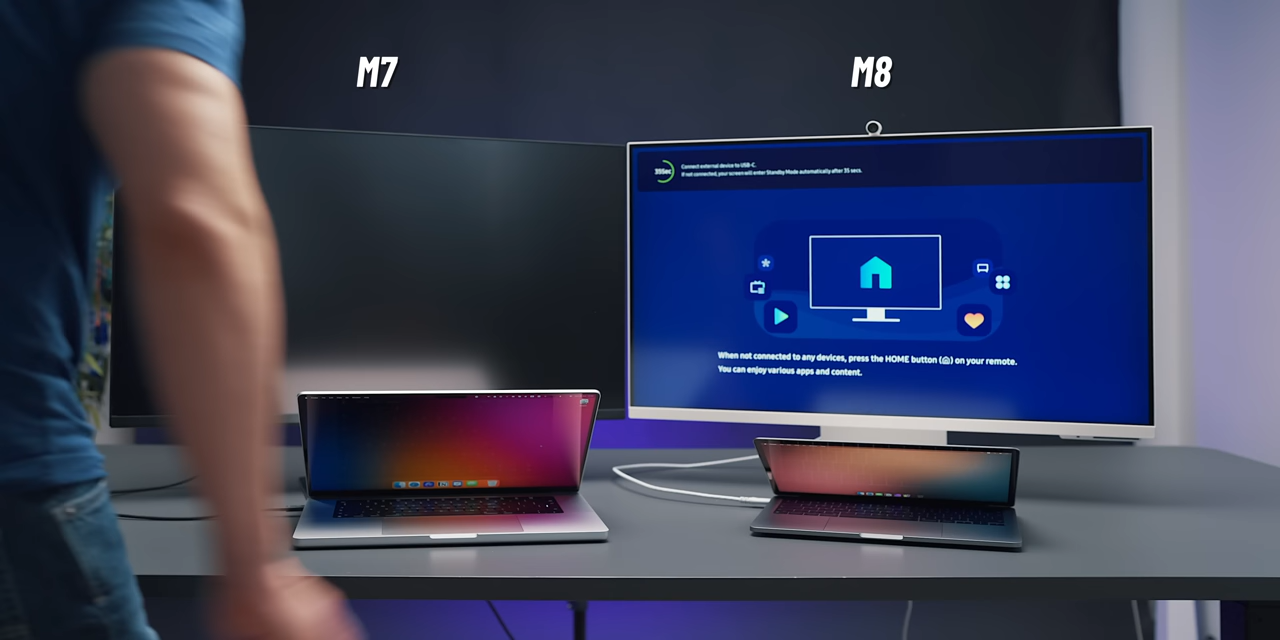 M7
M8
35Sec
Connect external device to USB-C.
If not connected, your screen will enter Standby Mode automatically after 35 secs.
When not connected to any devices, press the HOME button (⌂) on your remote.
You can enjoy various apps and content.